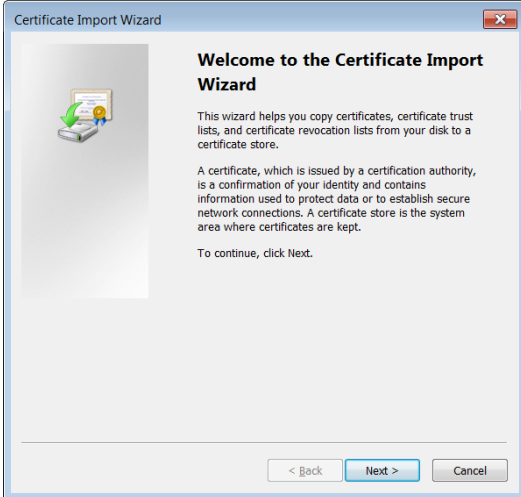 Certificate Import Wizard
Welcome to the Certificate Import
Wizard
This wizard helps you copy certificates, certificate trust
lists, and certificate revocation lists from your disk to a
certificate store.
A certificate, which is issued by a certification authority,
is a confirmation of your identity and contains
information used to protect data or to establish secure
network connections. A certificate store is the system
area where certificates are kept.
To continue, click Next.
< Back Next > Cancel